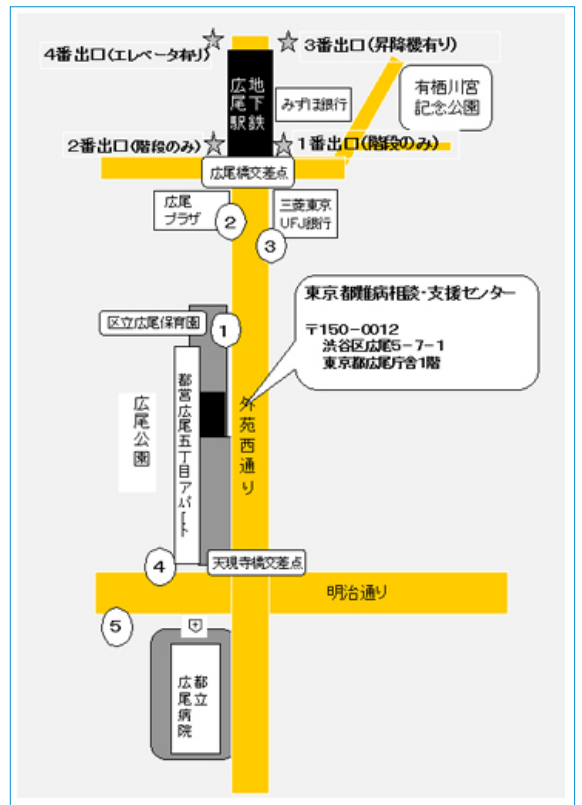 4番出口(エレベータ有り)
3番出口(昇降機有り)
地下鉄
広尾駅
みずほ銀行
有栖川宮
記念公園
2番出口(階段のみ)
1番出口(階段のみ)
広尾橋交差点
広尾
プラザ
2
三菱東京
UFJ銀行
3
東京都難病相談・支援センター
〒150-0012
渋谷区広尾5-7-1
東京都広尾庁舎1階
区立広尾保育園
1
都営広尾五丁目アパート
広尾公園
外苑西通り
天現寺橋交差点
4
明治通り
5
都立
広尾病院